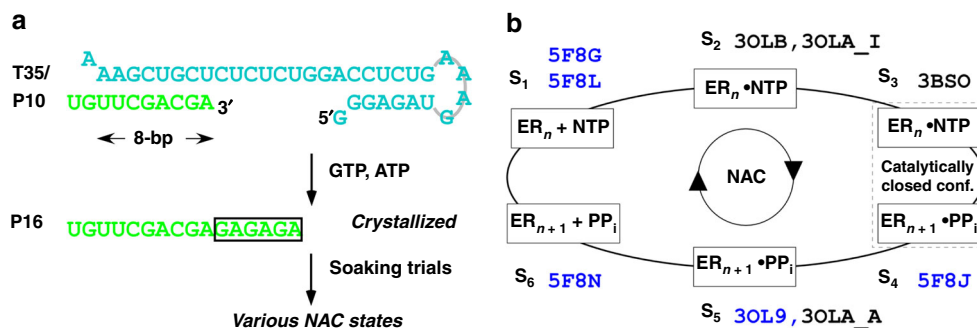 a
A A
T35/ AAGCUGCUCUCUCUGGACCUCUG A
P10 UGUUCGACGA 3′ GGAGAU A
5′ G G
8-bp
GTP, ATP
P16 UGUUCGACGAGAGAGA Crystallized
Soaking trials
Various NAC states
b
S2 3OLB,3OLA_I
5F8G
S1 5F8L
S3 3BSO
ERn •NTP
ERn + NTP
ERn •NTP
NAC
Catalytically
closed conf.
ERn+1 + PPi
ERn+1 •PPi
ERn+1 •PPi
S6 5F8N
S4 5F8J
S5 3OL9,3OLA_A